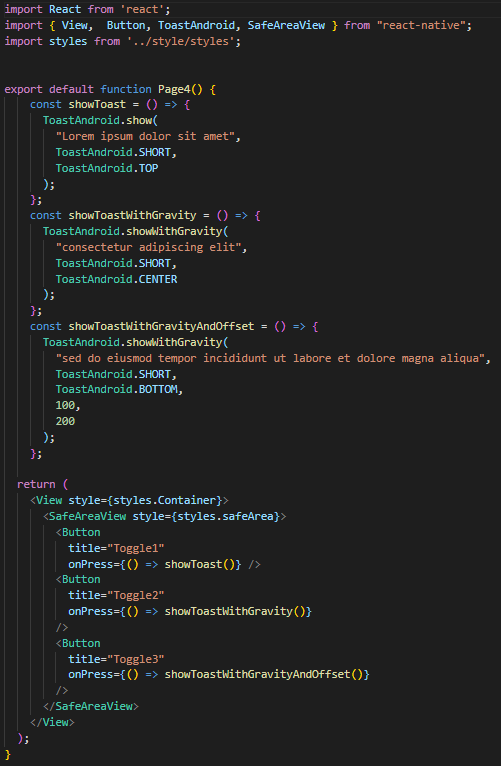 import React from 'react';
import { View,  Button, ToastAndroid, SafeAreaView } from "react-native";
import styles from '../style/styles';
export default function Page4() {
    const showToast = () => {
      ToastAndroid.show(
        "Lorem ipsum dolor sit amet",
        ToastAndroid.SHORT,
        ToastAndroid.TOP
      );
    };
    const showToastWithGravity = () => {
      ToastAndroid.showWithGravity(
        "consectetur adipiscing elit",
        ToastAndroid.SHORT,
        ToastAndroid.CENTER
      );
    };
    const showToastWithGravityAndOffset = () => {
      ToastAndroid.showWithGravity(
        "sed do eiusmod tempor incididunt ut labore et dolore magna aliqua",
        ToastAndroid.SHORT,
        ToastAndroid.BOTTOM,
        100,
        200
      );
    };
  return (
    <View style={styles.Container}>
      <SafeAreaView style={styles.safeArea}>
        <Button
          title="Toggle1"
          onPress={() => showToast()} />
        <Button
          title="Toggle2"
          onPress={() => showToastWithGravity()}
        />
        <Button
          title="Toggle3"
          onPress={() => showToastWithGravityAndOffset()}
        />
      </SafeAreaView>
    </View>
  );
}